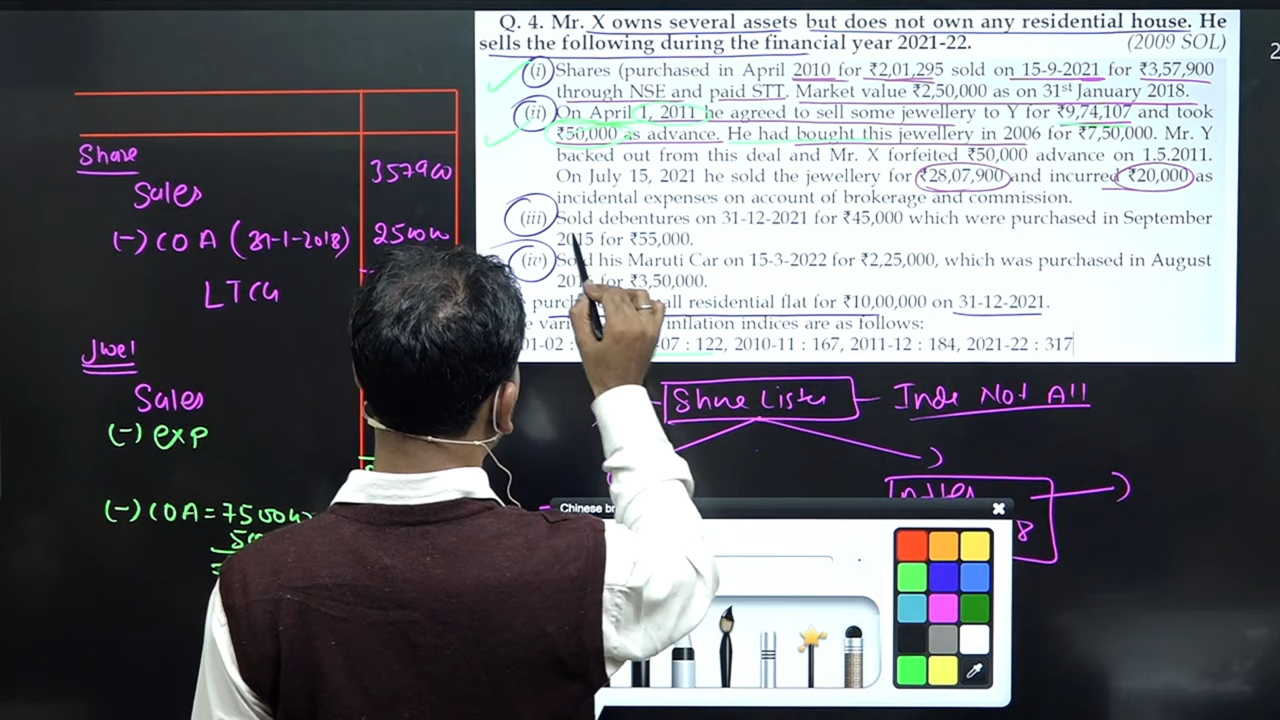 Q. 4. Mr. X owns several assets but does not own any residential house. He
sells the following during the financial year 2021-22. (2009 SOL)
(i) Shares (purchased in April 2010 for ₹2,01,295 sold on 15-9-2021 for ₹3,57,900
through NSE and paid STT. Market value ₹2,50,000 as on 31st January 2018.
(ii) On April 1, 2011 he agreed to sell some jewellery to Y for ₹9,74,107 and took
₹50,000 as advance. He had bought this jewellery in 2006 for ₹7,50,000. Mr. Y
backed out from this deal and Mr. X forfeited ₹50,000 advance on 1.5.2011.
On July 15, 2021 he sold the jewellery for ₹28,07,900 and incurred ₹20,000 as
incidental expenses on account of brokerage and commission.
(iii) Sold debentures on 31-12-2021 for ₹45,000 which were purchased in September
2015 for ₹55,000.
(iv) Sold his Maruti Car on 15-3-2022 for ₹2,25,000, which was purchased in August
for ₹3,50,000.
residential flat for ₹10,00,000 on 31-12-2021.
inflation indices are as follows:
01-02 : 07 : 122, 2010-11 : 167, 2011-12 : 184, 2021-22 : 317
2
Share
Sales 357900
(-) COA (31-1-2018) 250000
LTCG
Jwel
Sales
(-) exp
(-) COA = 750000
Share Listed
Inde Not All
8
Chinese br